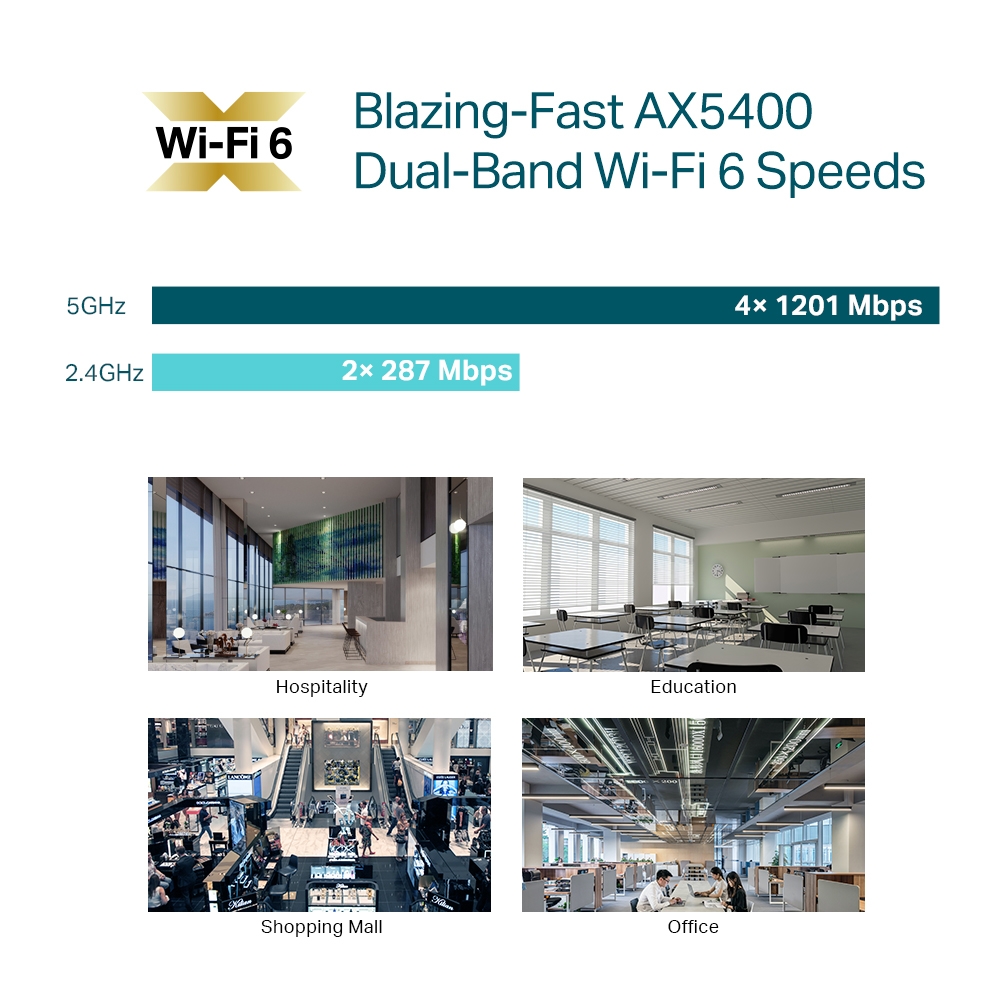 Wi-Fi 6
Blazing-Fast AX5400
Dual-Band Wi-Fi 6 Speeds
5GHz
4× 1201 Mbps
2.4GHz
2× 287 Mbps
Hospitality
Education
LANCÔME
Shopping Mall
Office